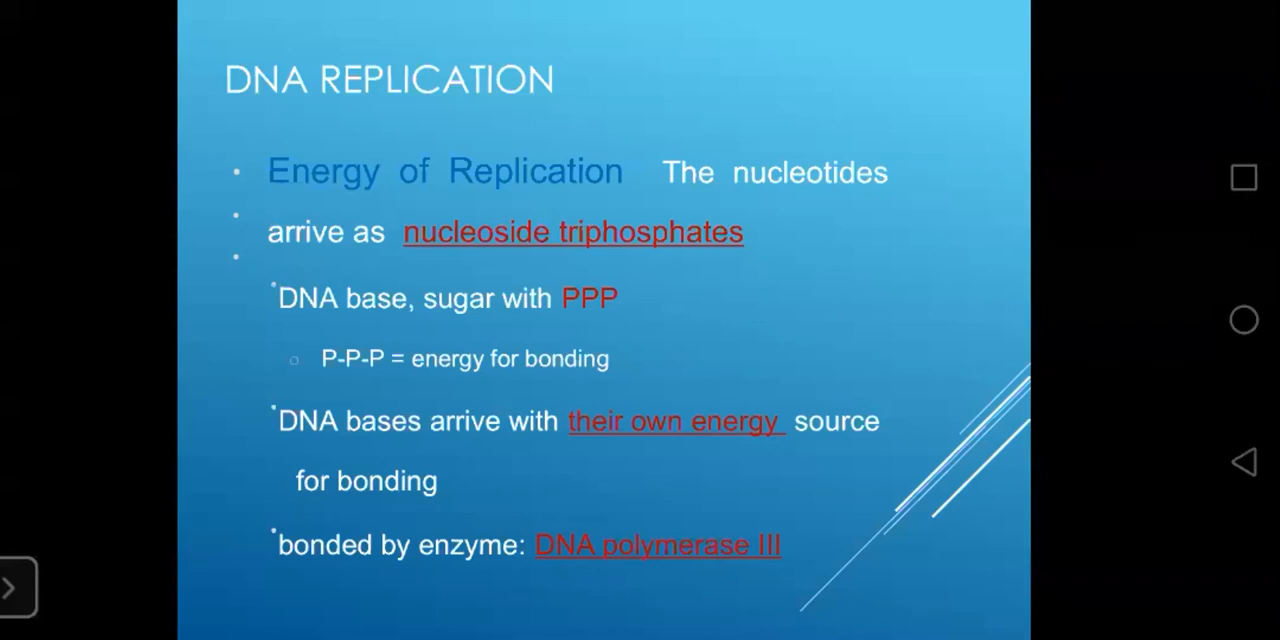 DNA REPLICATION
• Energy of Replication The nucleotides
• arrive as nucleoside triphosphates
•
• DNA base, sugar with PPP
o P-P-P = energy for bonding
• DNA bases arrive with their own energy source
for bonding
• bonded by enzyme: DNA polymerase III